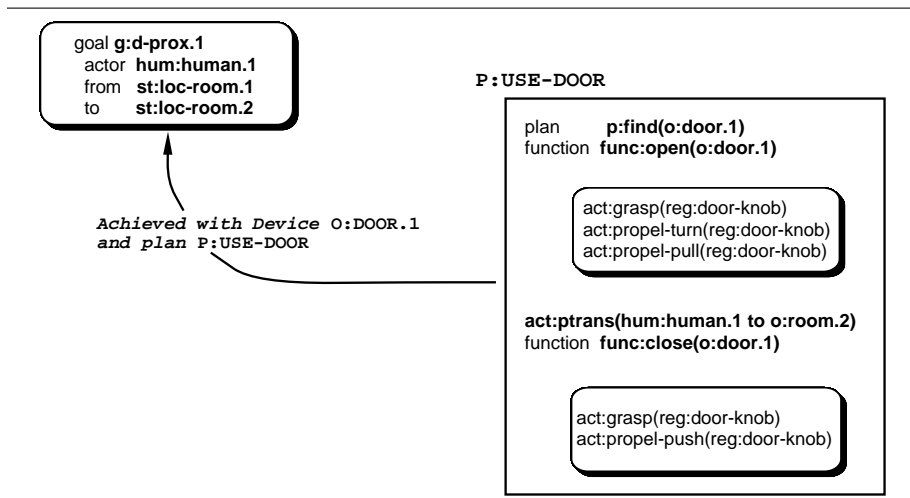 goal g:d-prox.1
actor hum:human.1
from st:loc-room.1
to st:loc-room.2
Achieved with Device O:DOOR.1
and plan P:USE-DOOR
P:USE-DOOR
plan p:find(o:door.1)
function func:open(o:door.1)
act:grasp(reg:door-knob)
act:propel-turn(reg:door-knob)
act:propel-pull(reg:door-knob)
act:ptrans(hum:human.1 to o:room.2)
function func:close(o:door.1)
act:grasp(reg:door-knob)
act:propel-push(reg:door-knob)